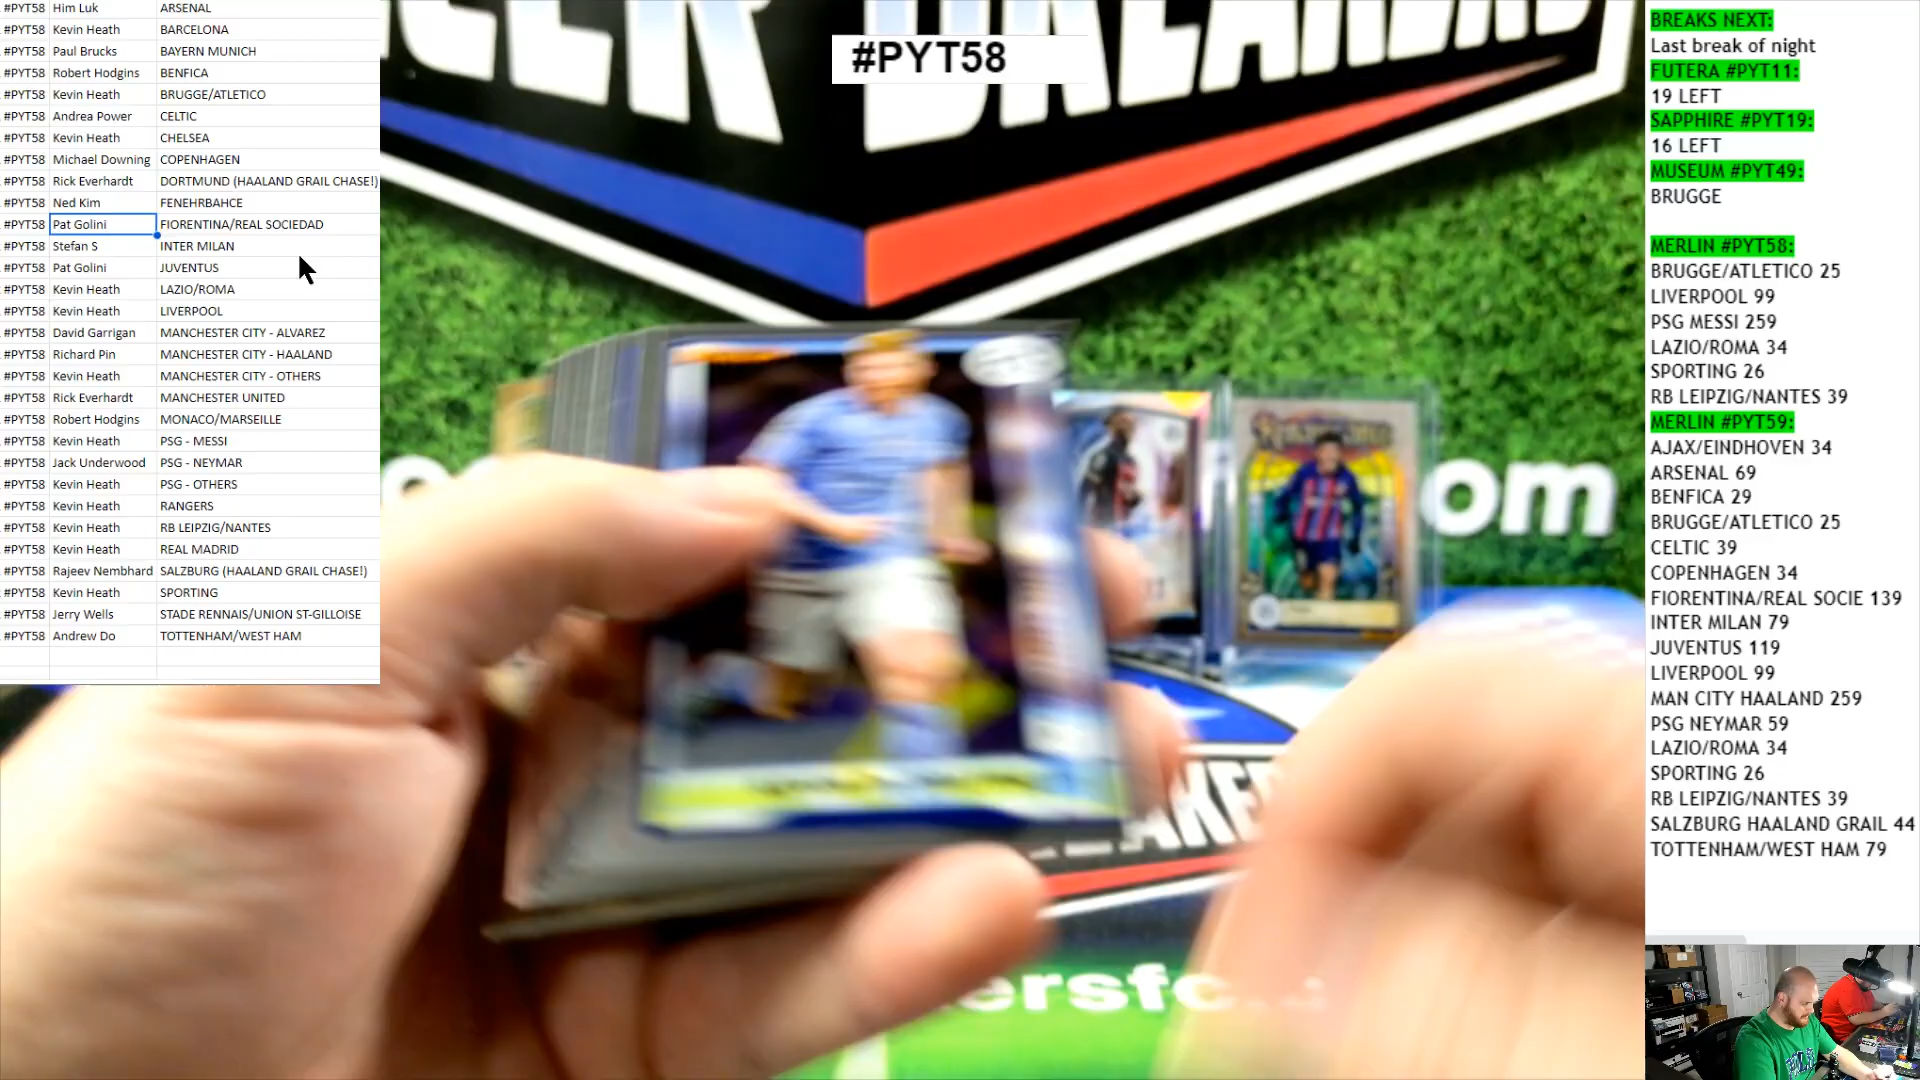 #PYT58 Him Luk ARSENAL
#PYT58 Kevin Heath BARCELONA
#PYT58 Paul Brucks BAYERN MUNICH
#PYT58 Robert Hodgins BENFICA
#PYT58 Kevin Heath BRUGGE/ATLETICO
#PYT58 Andrea Power CELTIC
#PYT58 Kevin Heath CHELSEA
#PYT58 Michael Downing COPENHAGEN
#PYT58 Rick Everhardt DORTMUND (HAALAND GRAIL CHASE!)
#PYT58 Ned Kim FENEHRBAHCE
#PYT58 Pat Golini FIORENTINA/REAL SOCIEDAD
#PYT58 Stefan S INTER MILAN
#PYT58 Pat Golini JUVENTUS
#PYT58 Kevin Heath LAZIO/ROMA
#PYT58 Kevin Heath LIVERPOOL
#PYT58 David Garrigan MANCHESTER CITY - ALVAREZ
#PYT58 Richard Pin MANCHESTER CITY - HAALAND
#PYT58 Kevin Heath MANCHESTER CITY - OTHERS
#PYT58 Rick Everhardt MANCHESTER UNITED
#PYT58 Robert Hodgins MONACO/MARSEILLE
#PYT58 Kevin Heath PSG - MESSI
#PYT58 Jack Underwood PSG - NEYMAR
#PYT58 Kevin Heath PSG - OTHERS
#PYT58 Kevin Heath RANGERS
#PYT58 Kevin Heath RB LEIPZIG/NANTES
#PYT58 Kevin Heath REAL MADRID
#PYT58 Rajeev Nembhard SALZBURG (HAALAND GRAIL CHASE!)
#PYT58 Kevin Heath SPORTING
#PYT58 Jerry Wells STADE RENNAIS/UNION ST-GILLOISE
#PYT58 Andrew Do TOTTENHAM/WEST HAM
#PYT58
om
BREAKS NEXT:
Last break of night
FUTERA #PYT11:
19 LEFT
SAPPHIRE #PYT19:
16 LEFT
MUSEUM #PYT49:
BRUGGE
MERLIN #PYT58:
BRUGGE/ATLETICO 25
LIVERPOOL 99
PSG MESSI 259
LAZIO/ROMA 34
SPORTING 26
RB LEIPZIG/NANTES 39
MERLIN #PYT59:
AJAX/EINDHOVEN 34
ARSENAL 69
BENFICA 29
BRUGGE/ATLETICO 25
CELTIC 39
COPENHAGEN 34
FIORENTINA/REAL SOCIE 139
INTER MILAN 79
JUVENTUS 119
LIVERPOOL 99
MAN CITY HAALAND 259
PSG NEYMAR 59
LAZIO/ROMA 34
SPORTING 26
RB LEIPZIG/NANTES 39
SALZBURG HAALAND GRAIL 44
TOTTENHAM/WEST HAM 79